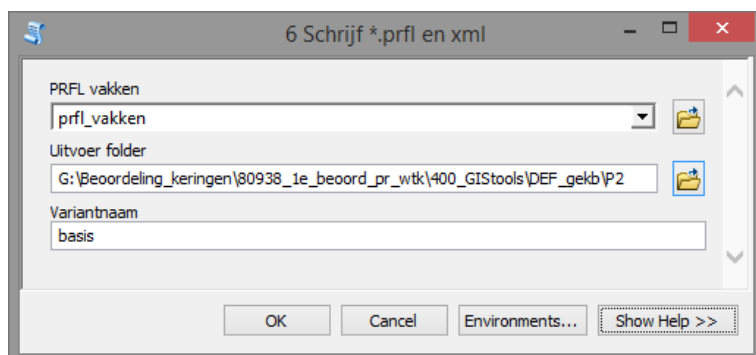 6 Schrijf *.prfl en xml
PRFL vakken
prfl_vakken
Uitvoer folder
G:\Beoordeling_keringen\80938_1e_beoord_pr_wtk\400_GIStools\DEF_gekb\P2
Variantnaam
basis
OK Cancel Environments... Show Help >>